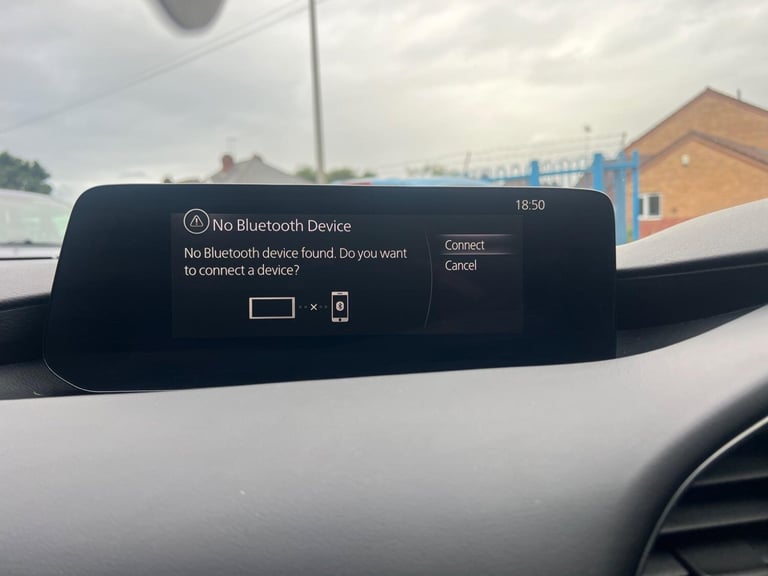 18:50
No Bluetooth Device
No Bluetooth device found. Do you want
to connect a device?
Connect
Cancel